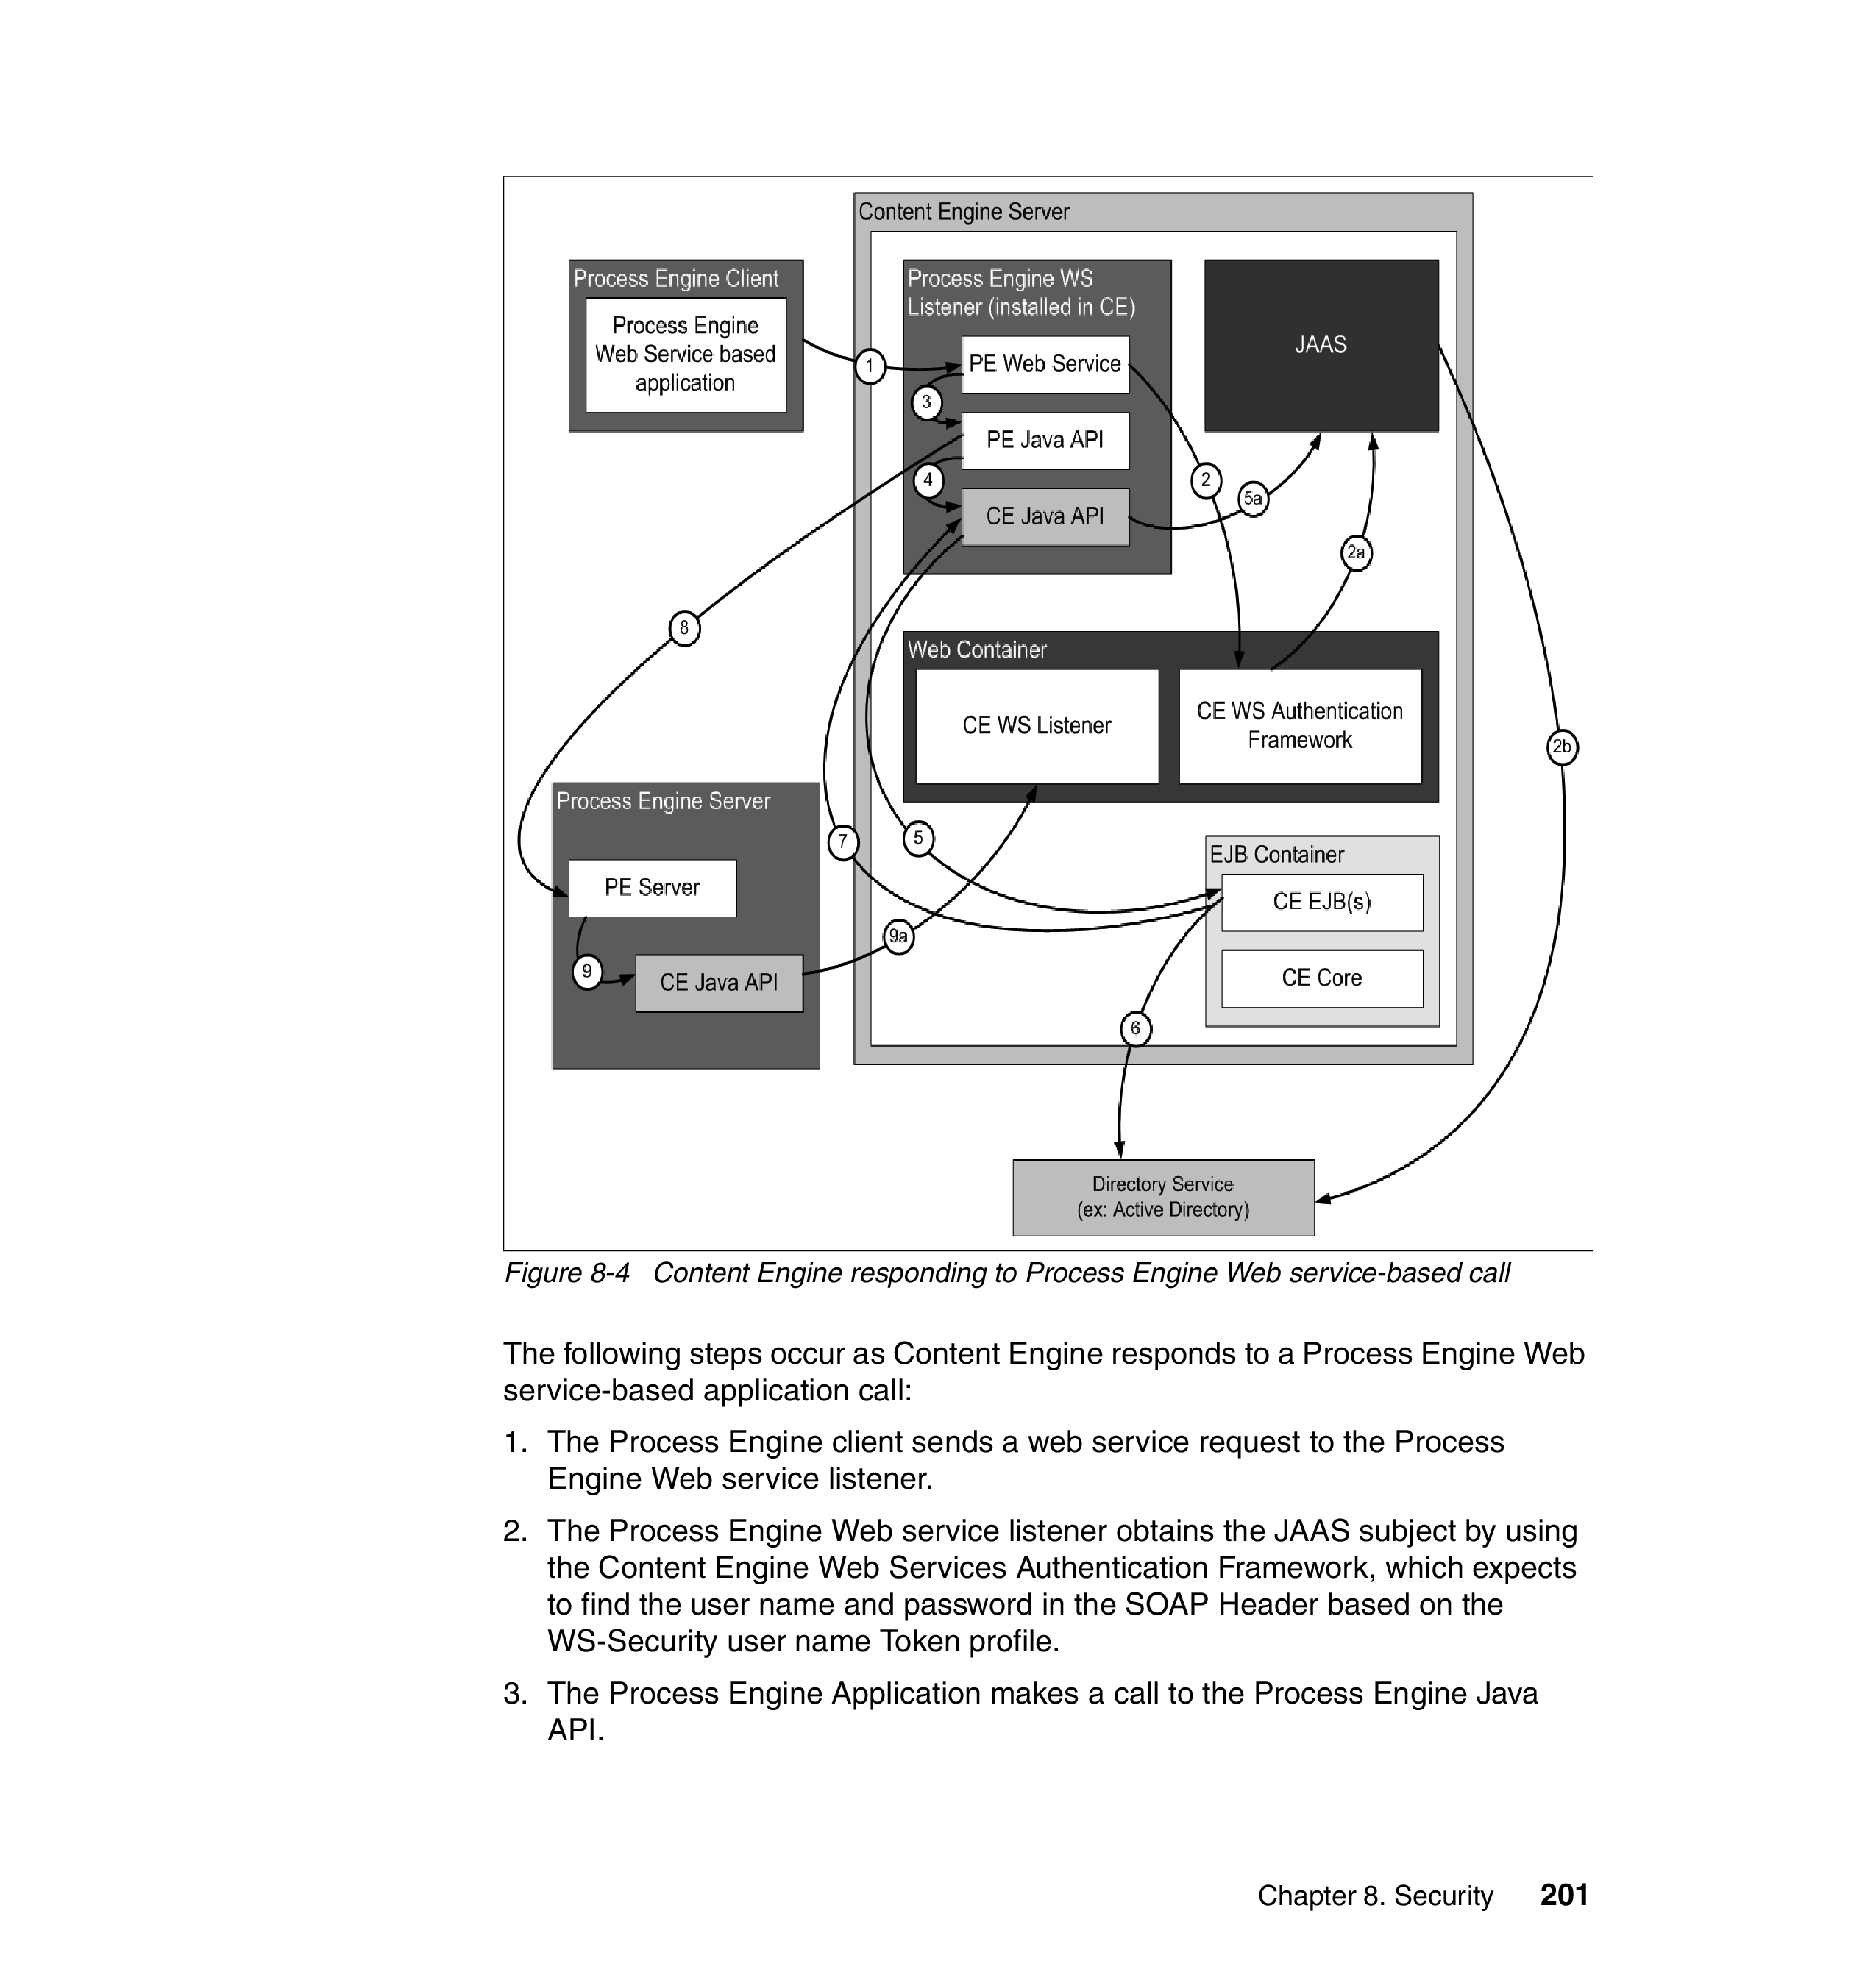 Content Engine Server
Process Engine Client
Process Engine
Web Service based
application
Process Engine WS
Listener (installed in CE)
PE Web Service
PE Java API
CE Java API
JAAS
1
3
4
2
5a
2a
8
Web Container
CE WS Listener
CE WS Authentication
Framework
2b
Process Engine Server
PE Server
9
CE Java API
7
5
9a
EJB Container
CE EJB(s)
CE Core
6
Directory Service
(ex: Active Directory)
Figure 8-4 Content Engine responding to Process Engine Web service-based call
The following steps occur as Content Engine responds to a Process Engine Web
service-based application call:
1. The Process Engine client sends a web service request to the Process
Engine Web service listener.
2. The Process Engine Web service listener obtains the JAAS subject by using
the Content Engine Web Services Authentication Framework, which expects
to find the user name and password in the SOAP Header based on the
WS-Security user name Token profile.
3. The Process Engine Application makes a call to the Process Engine Java
API.
Chapter 8. Security 201